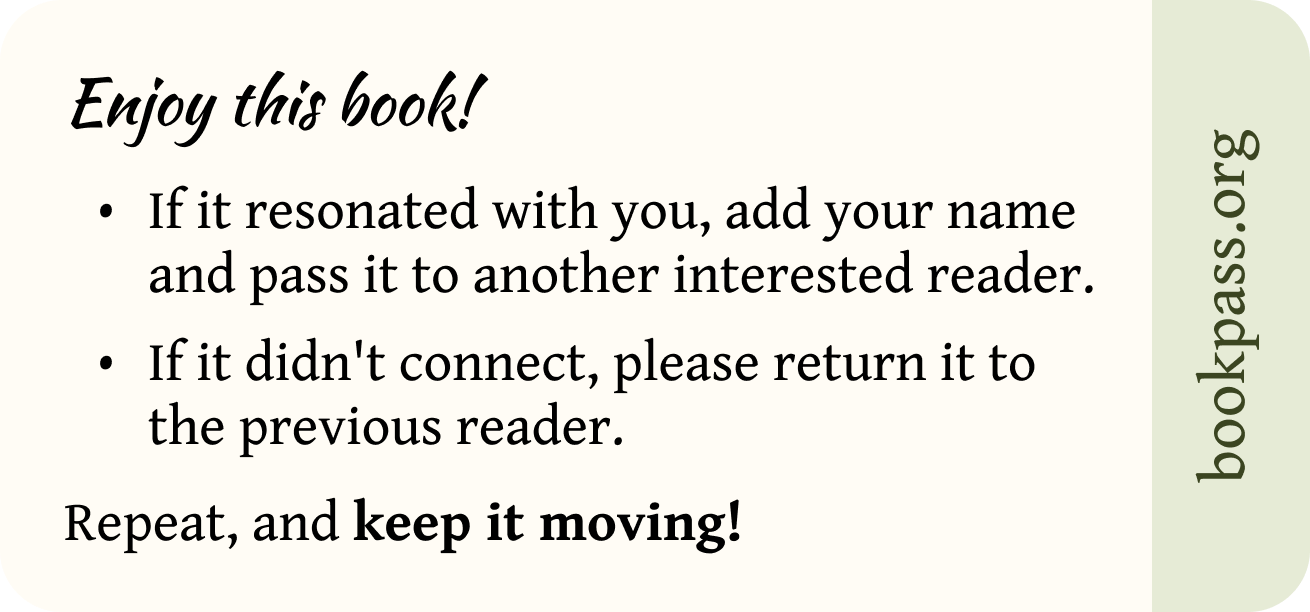 Enjoy this book!
• If it resonated with you, add your name
and pass it to another interested reader.
• If it didn't connect, please return it to
the previous reader.
Repeat, and keep it moving!
bookpass.org